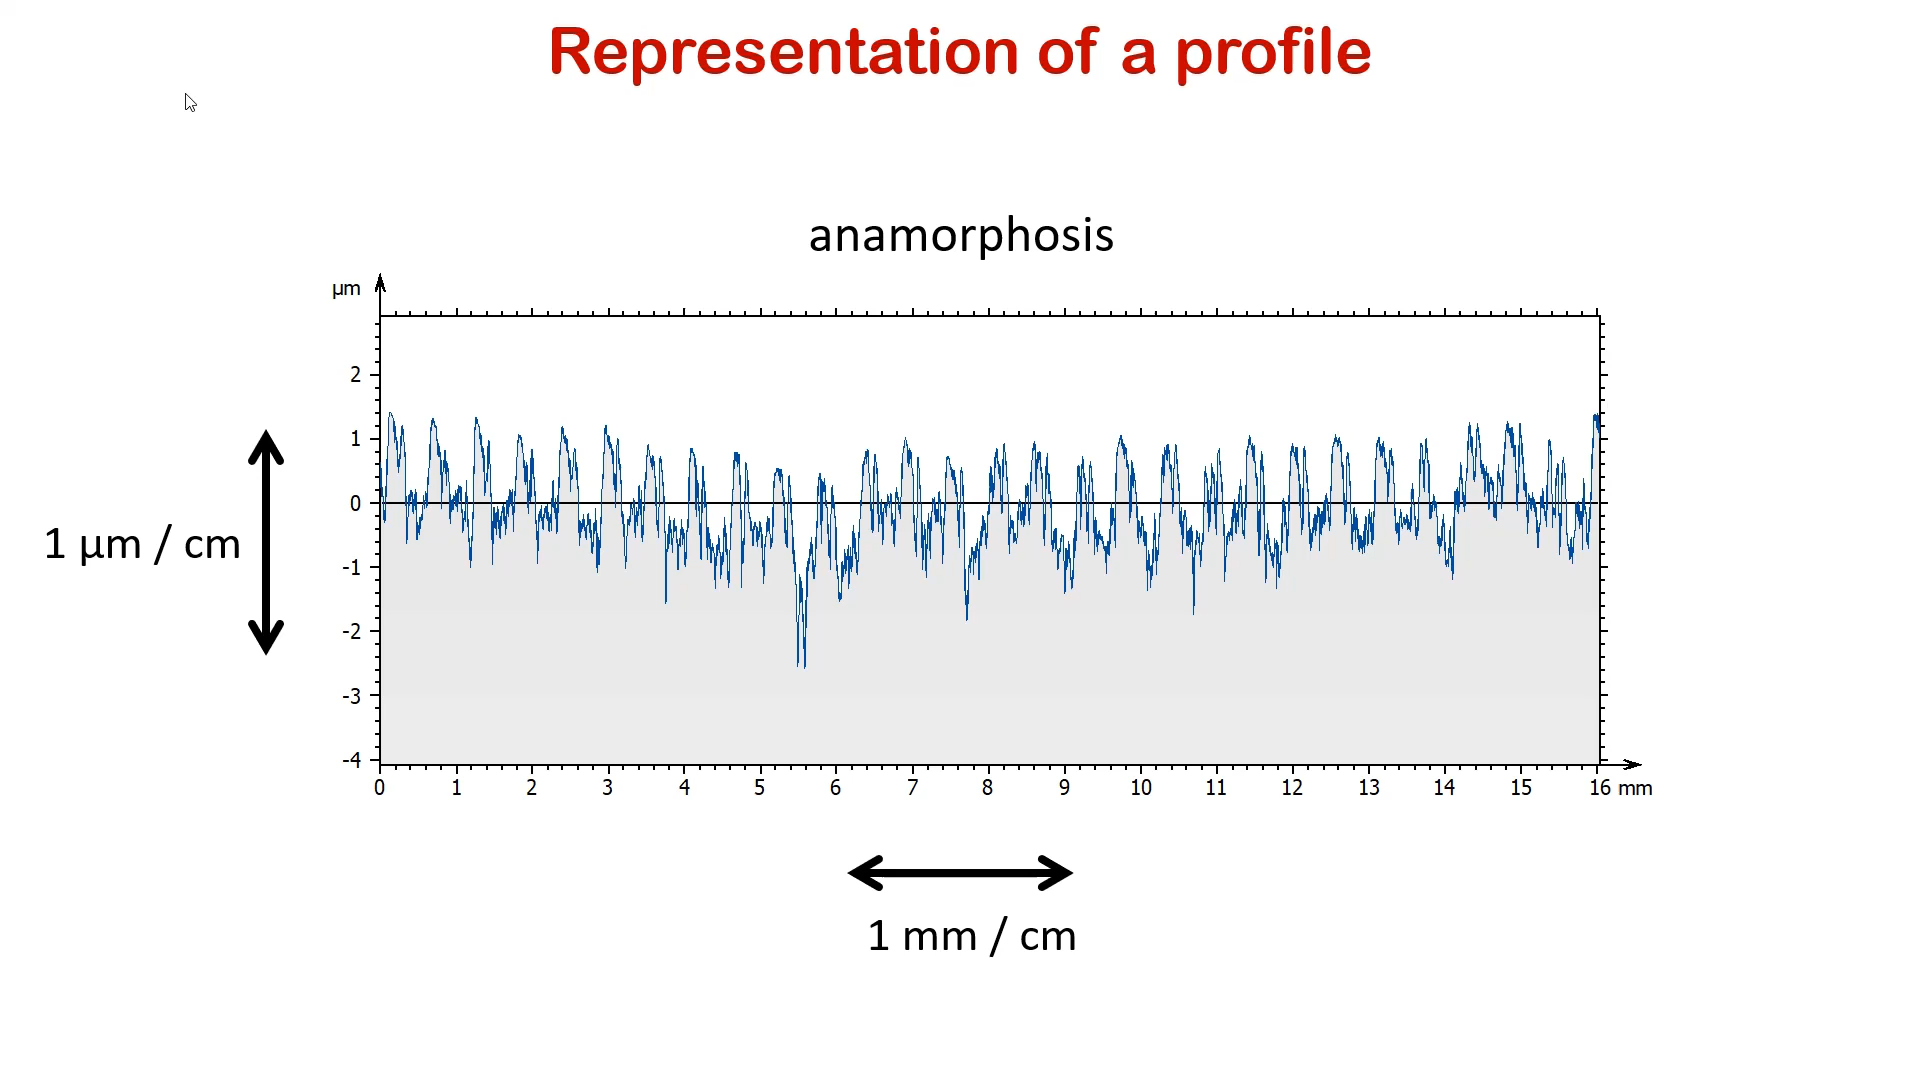 Representation of a profile
anamorphosis
µm
2
1
0
-1
-2
-3
-4
1 µm / cm
0 1 2 3 4 5 6 7 8 9 10 11 12 13 14 15 16 mm
1 mm / cm